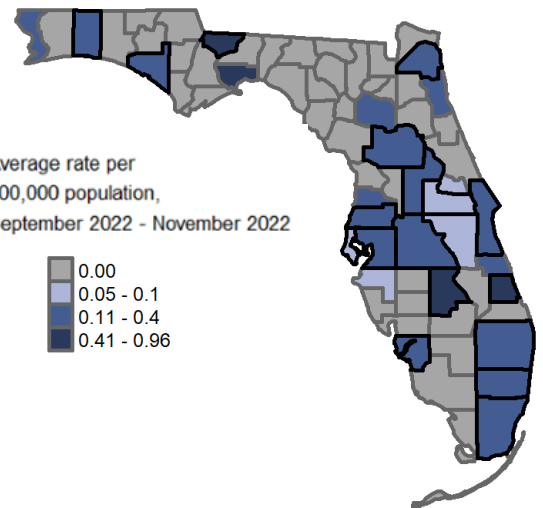 verage rate per
00,000 population,
eptember 2022 - November 2022
0.00
0.05 - 0.1
0.11 - 0.4
0.41 - 0.96